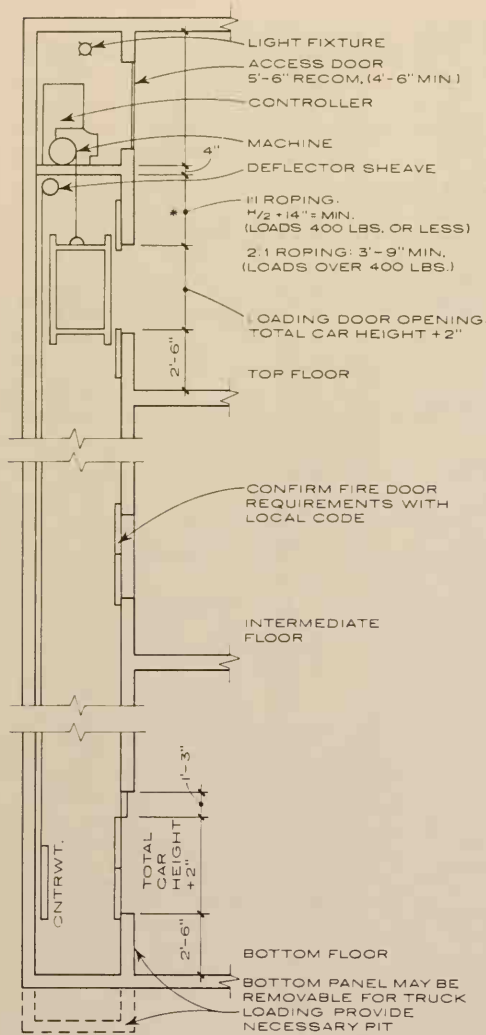 LIGHT FIXTURE
ACCESS DOOR
5'-6" RECOM. (4'-6" MIN.)
CONTROLLER
MACHINE
4"
DEFLECTOR SHEAVE
*
1:1 ROPING:
H/2 + 14" = MIN.
(LOADS 400 LBS. OR LESS)
2:1 ROPING: 3'-9" MIN.
(LOADS OVER 400 LBS.)
LOADING DOOR OPENING
TOTAL CAR HEIGHT + 2"
2'-6"
TOP FLOOR
CONFIRM FIRE DOOR
REQUIREMENTS WITH
LOCAL CODE
INTERMEDIATE
FLOOR
1'-3"
CNTRWT.
TOTAL
CAR
HEIGHT
+2"
2'-6"
BOTTOM FLOOR
BOTTOM PANEL MAY BE
REMOVABLE FOR TRUCK
LOADING PROVIDE
NECESSARY PIT